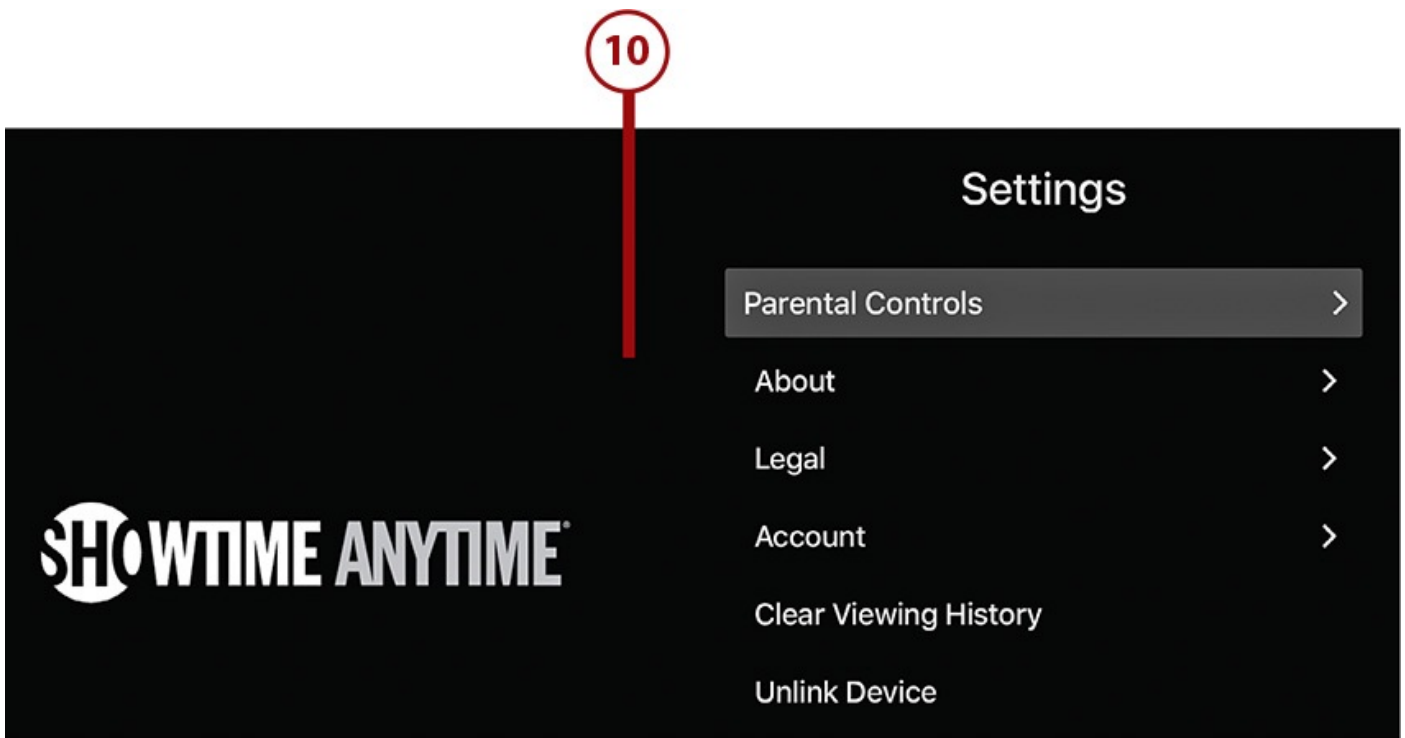 10
Settings
Parental Controls
About
Legal
Account
SHOWTIME ANYTIME®
Clear Viewing History
Unlink Device